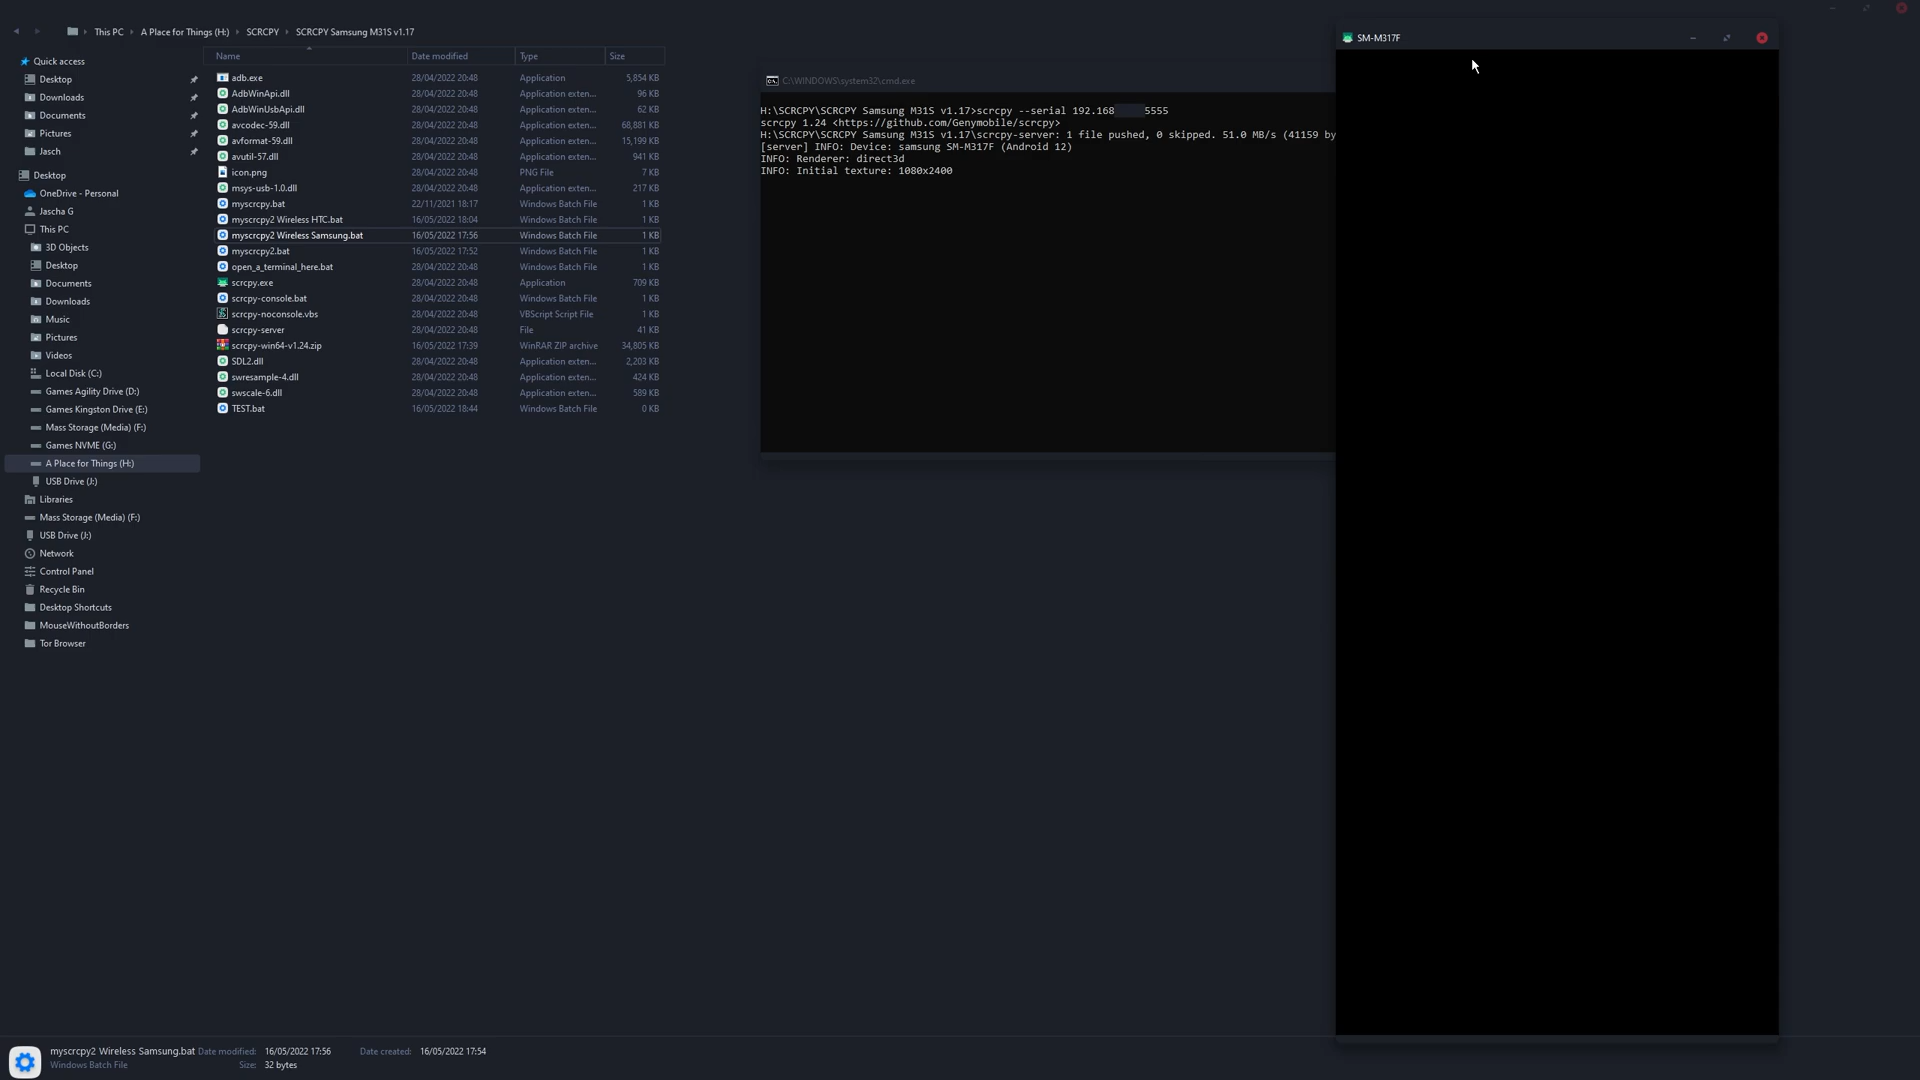 This PC › A Place for Things (H:) › SCRCPY › SCRCPY Samsung M31S v1.17
Quick access
Desktop
Downloads
Documents
Pictures
Jasch
Desktop
OneDrive - Personal
Jascha G
This PC
3D Objects
Desktop
Documents
Downloads
Music
Pictures
Videos
Local Disk (C:)
Games Agility Drive (D:)
Games Kingston Drive (E:)
Mass Storage (Media) (F:)
Games NVME (G:)
A Place for Things (H:)
USB Drive (J:)
Libraries
Mass Storage (Media) (F:)
USB Drive (J:)
Network
Control Panel
Recycle Bin
Desktop Shortcuts
MouseWithoutBorders
Tor Browser
Name Date modified Type Size
adb.exe 28/04/2022 20:48 Application 5,854 KB
AdbWinApi.dll 28/04/2022 20:48 Application exten... 96 KB
AdbWinUsbApi.dll 28/04/2022 20:48 Application exten... 62 KB
avcodec-59.dll 28/04/2022 20:48 Application exten... 68,881 KB
avformat-59.dll 28/04/2022 20:48 Application exten... 15,199 KB
avutil-57.dll 28/04/2022 20:48 Application exten... 941 KB
icon.png 28/04/2022 20:48 PNG File 7 KB
msys-usb-1.0.dll 28/04/2022 20:48 Application exten... 217 KB
myscrcpy.bat 22/11/2021 18:17 Windows Batch File 1 KB
myscrcpy2 Wireless HTC.bat 16/05/2022 18:04 Windows Batch File 1 KB
myscrcpy2 Wireless Samsung.bat 16/05/2022 17:56 Windows Batch File 1 KB
myscrcpy2.bat 16/05/2022 17:52 Windows Batch File 1 KB
open_a_terminal_here.bat 28/04/2022 20:48 Windows Batch File 1 KB
scrcpy.exe 28/04/2022 20:48 Application 709 KB
scrcpy-console.bat 28/04/2022 20:48 Windows Batch File 1 KB
scrcpy-noconsole.vbs 28/04/2022 20:48 VBScript Script File 1 KB
scrcpy-server 28/04/2022 20:48 File 41 KB
scrcpy-win64-v1.24.zip 16/05/2022 17:39 WinRAR ZIP archive 34,805 KB
SDL2.dll 28/04/2022 20:48 Application exten... 2,203 KB
swresample-4.dll 28/04/2022 20:48 Application exten... 424 KB
swscale-6.dll 28/04/2022 20:48 Application exten... 589 KB
TEST.bat 16/05/2022 18:44 Windows Batch File 0 KB
C:\WINDOWS\system32\cmd.exe
H:\SCRCPY\SCRCPY Samsung M31S v1.17>scrcpy --serial 192.168 5555
scrcpy 1.24 <https://github.com/Genymobile/scrcpy>
H:\SCRCPY\SCRCPY Samsung M31S v1.17\scrcpy-server: 1 file pushed, 0 skipped. 51.0 MB/s (41159 by
[server] INFO: Device: samsung SM-M317F (Android 12)
INFO: Renderer: direct3d
INFO: Initial texture: 1080x2400
SM-M317F
myscrcpy2 Wireless Samsung.bat Date modified: 16/05/2022 17:56 Date created: 16/05/2022 17:54
Windows Batch File Size: 32 bytes